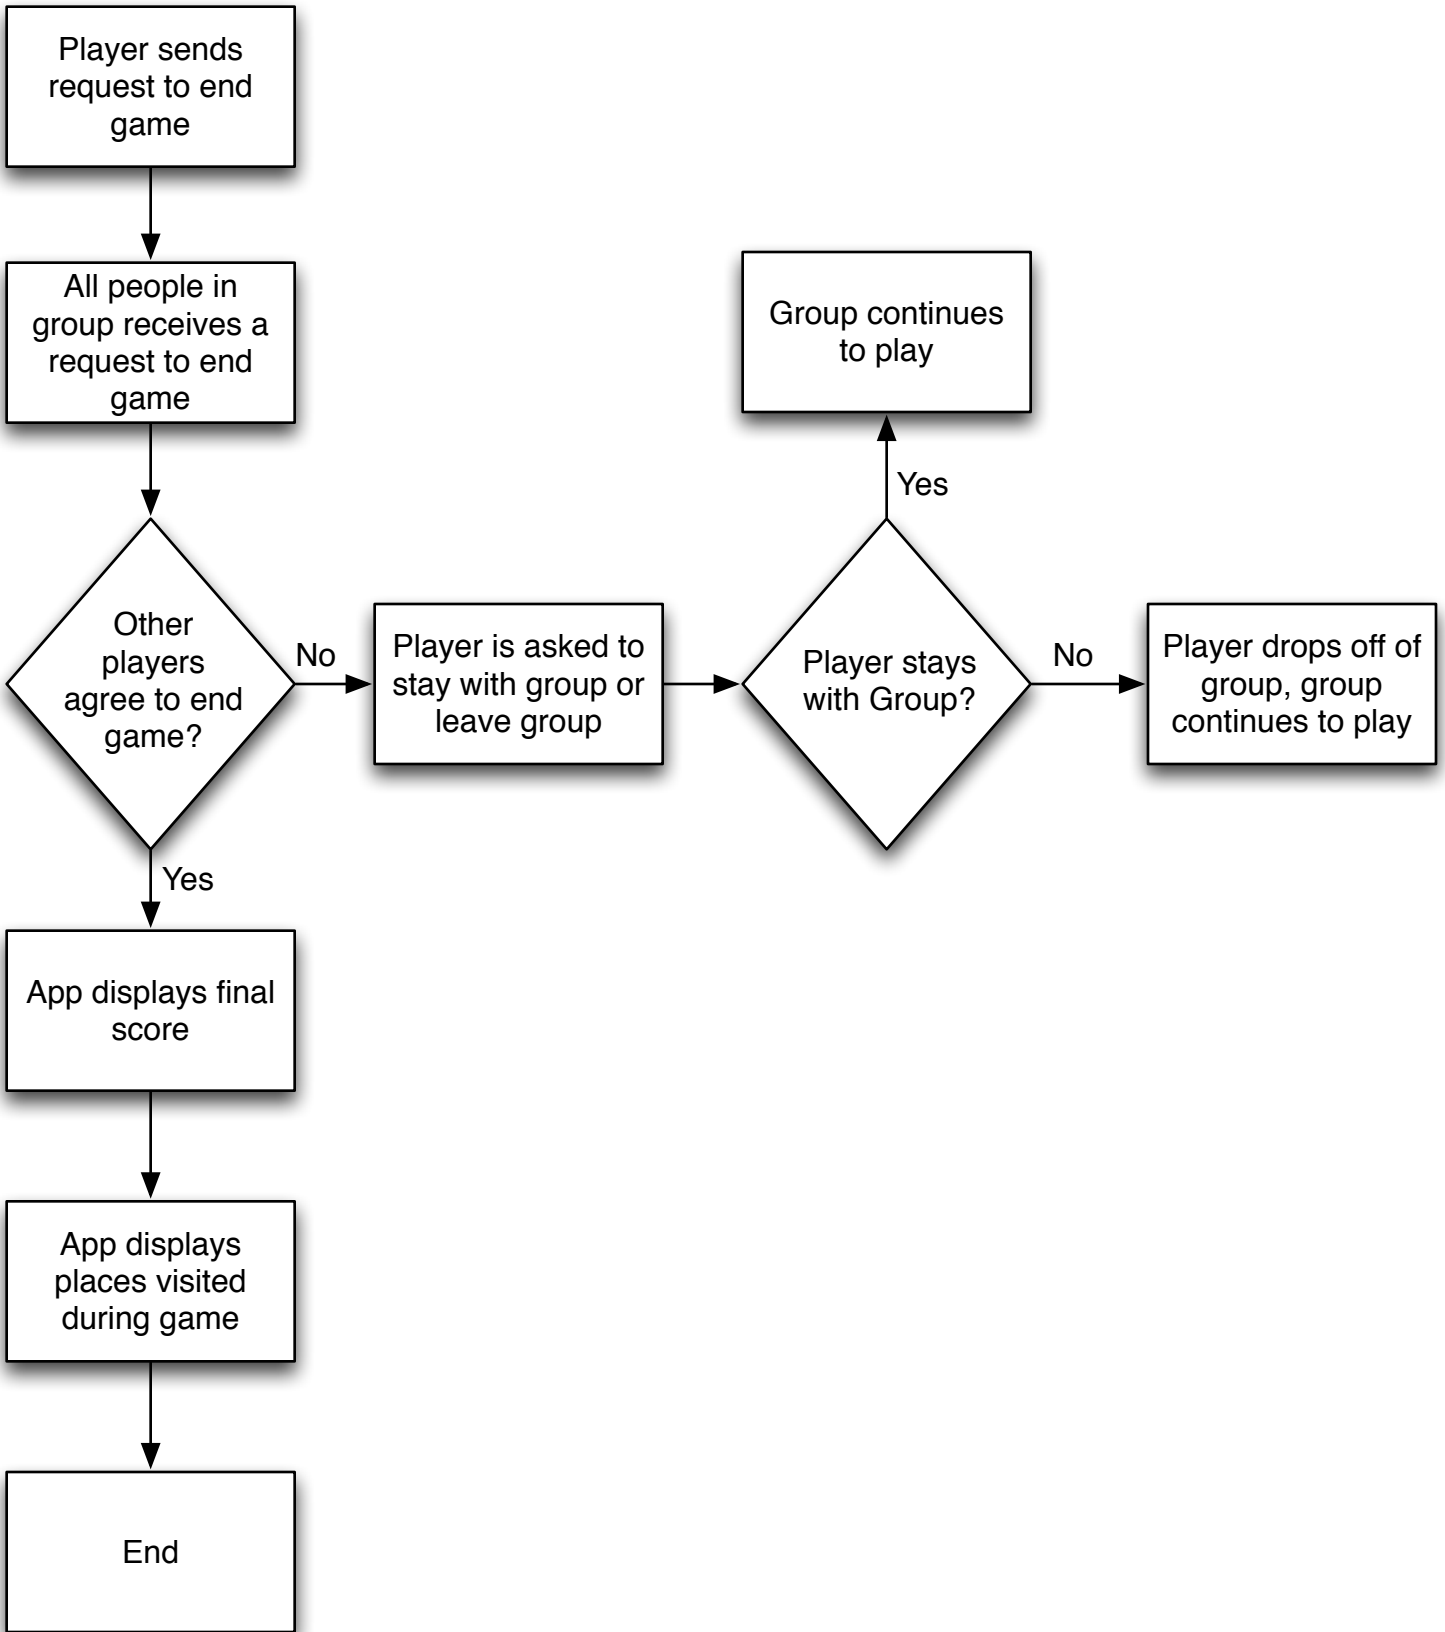 Player sends
request to end
game
All people in
group receives a
request to end
game
Group continues
to play
Yes
Other
players
agree to end
game?
No
Player is asked to
stay with group or
leave group
Player stays
with Group?
No
Player drops off of
group, group
continues to play
Yes
App displays final
score
App displays
places visited
during game
End